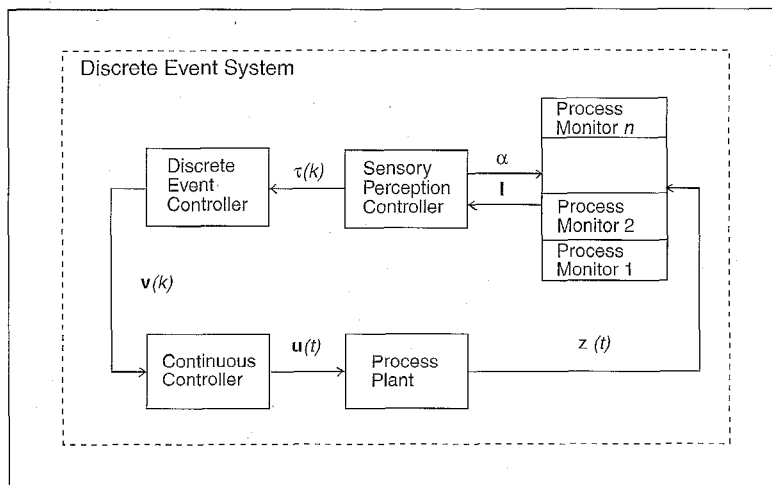 Discrete Event System
Process
Monitor n
Discrete
Event
Controller
τ(k)
Sensory
Perception
Controller
α
I
Process
Monitor 2
Process
Monitor 1
v(k)
Continuous
Controller
u(t)
Process
Plant
z (t)